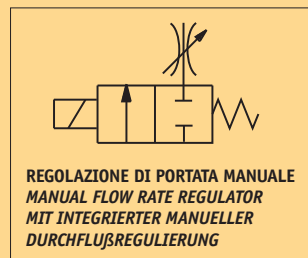 REGOLAZIONE DI PORTATA MANUALE
MANUAL FLOW RATE REGULATOR
MIT INTEGRIERTER MANUELLER
DURCHFLUßREGULIERUNG